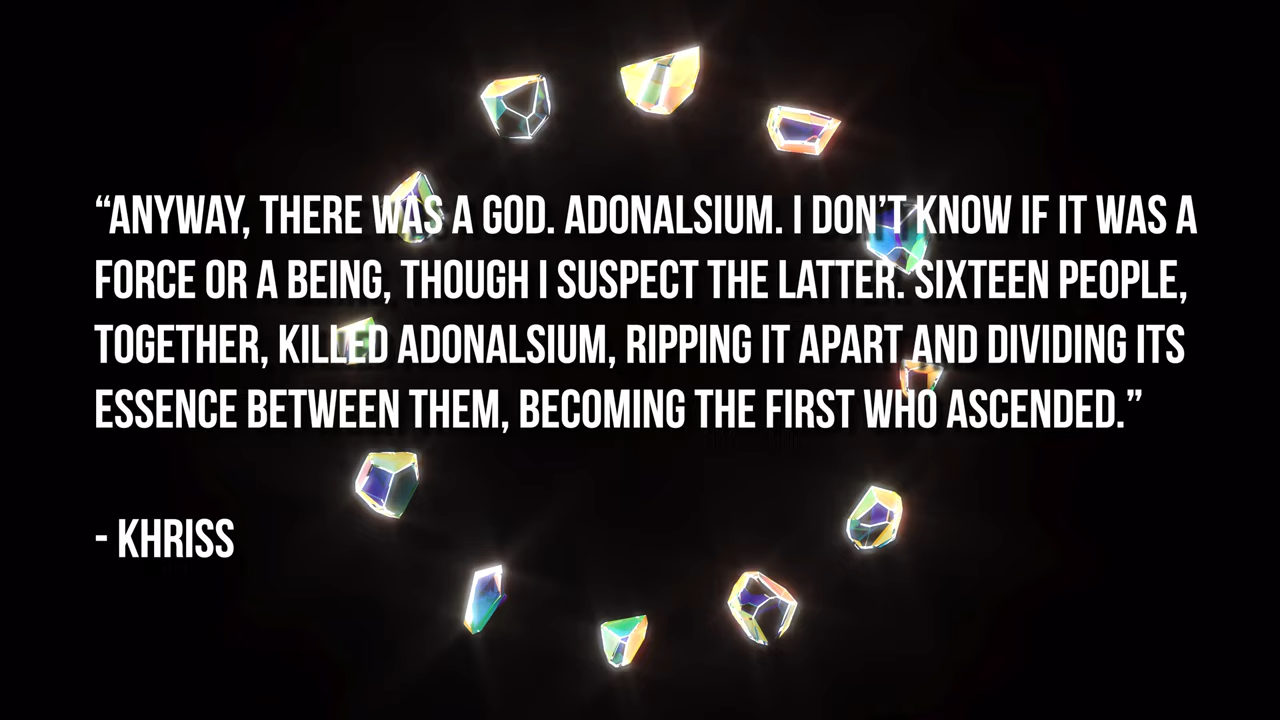 “ANYWAY, THERE WAS A GOD. ADONALSIUM. I DON’T KNOW IF IT WAS A
FORCE OR A BEING, THOUGH I SUSPECT THE LATTER. SIXTEEN PEOPLE,
TOGETHER, KILLED ADONALSIUM, RIPPING IT APART AND DIVIDING ITS
ESSENCE BETWEEN THEM, BECOMING THE FIRST WHO ASCENDED.”
- KHRISS